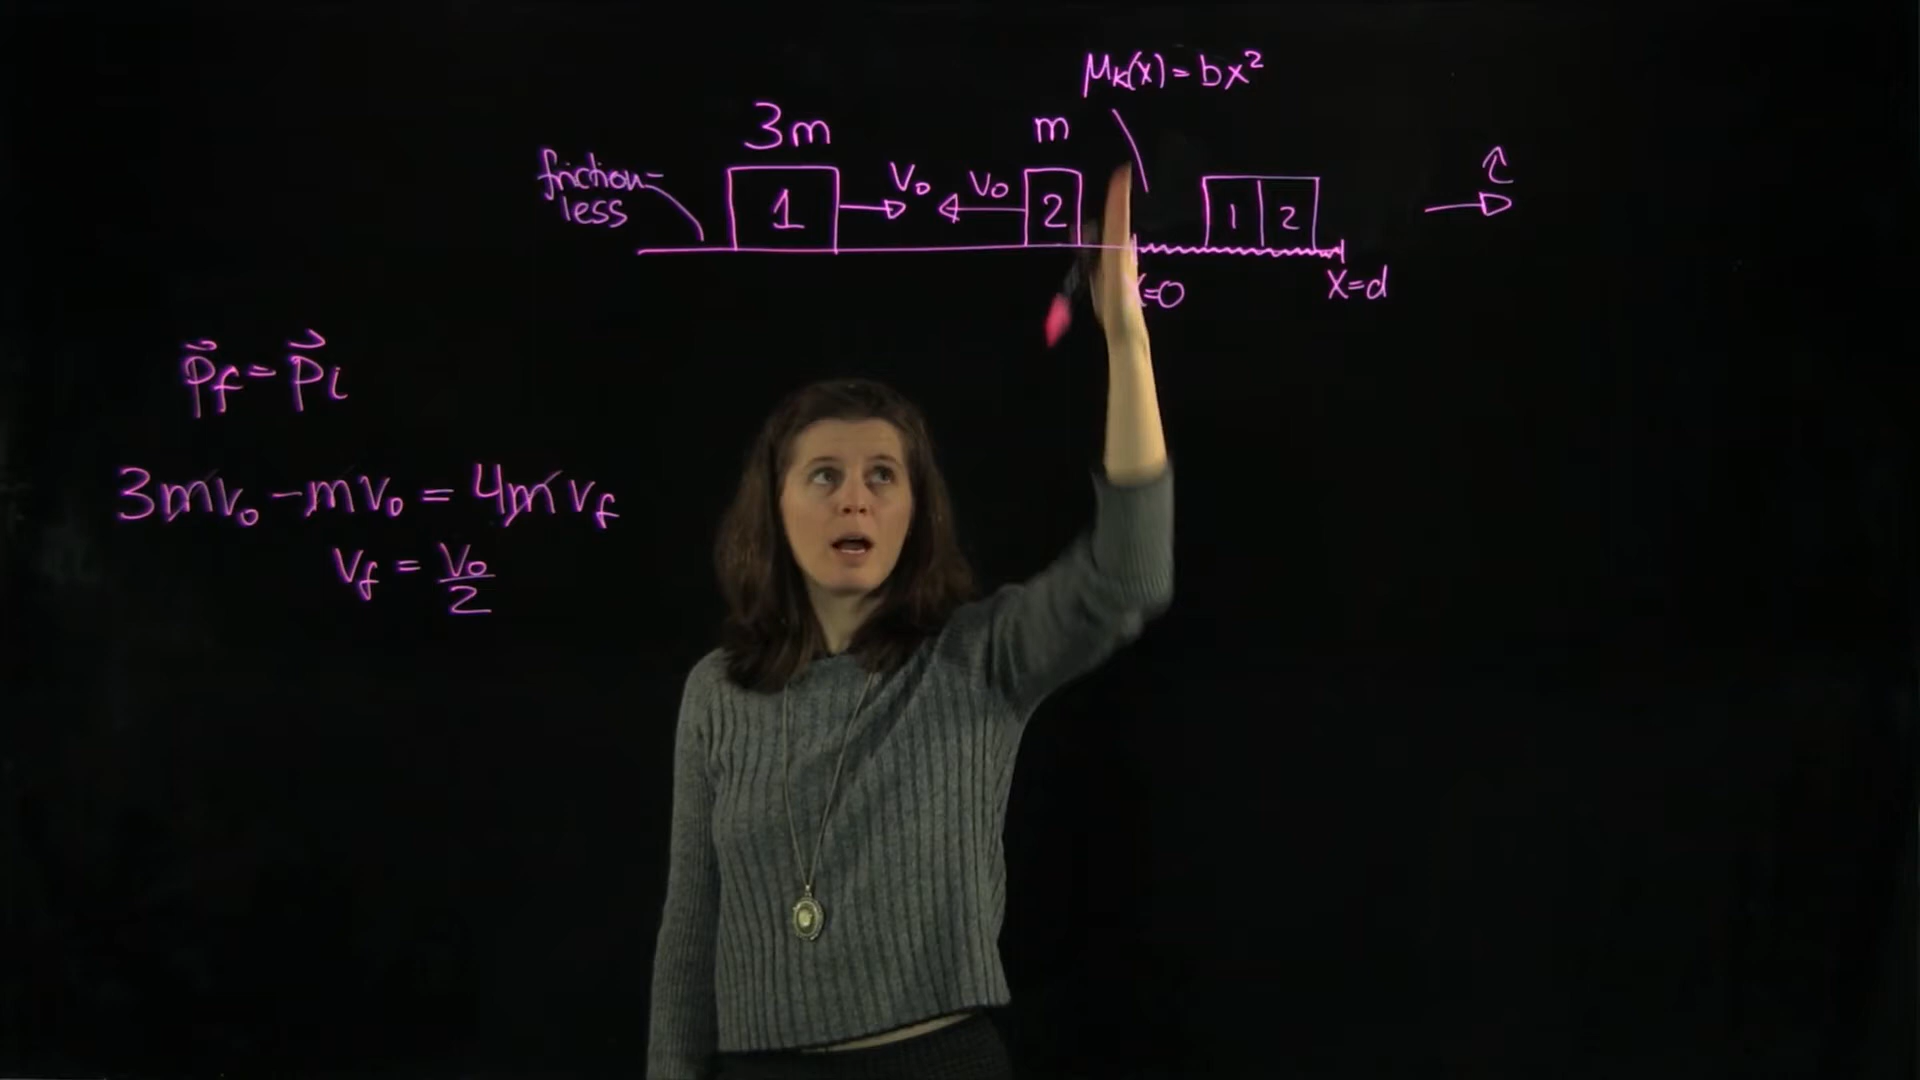 μk(x) = bx²
3m
m
friction-
less
1
v₀
v₀
2
1
2
î
x=0
x=d
p⃗f = p⃗i
3mv₀ - mv₀ = 4mvf
vf = v₀/2